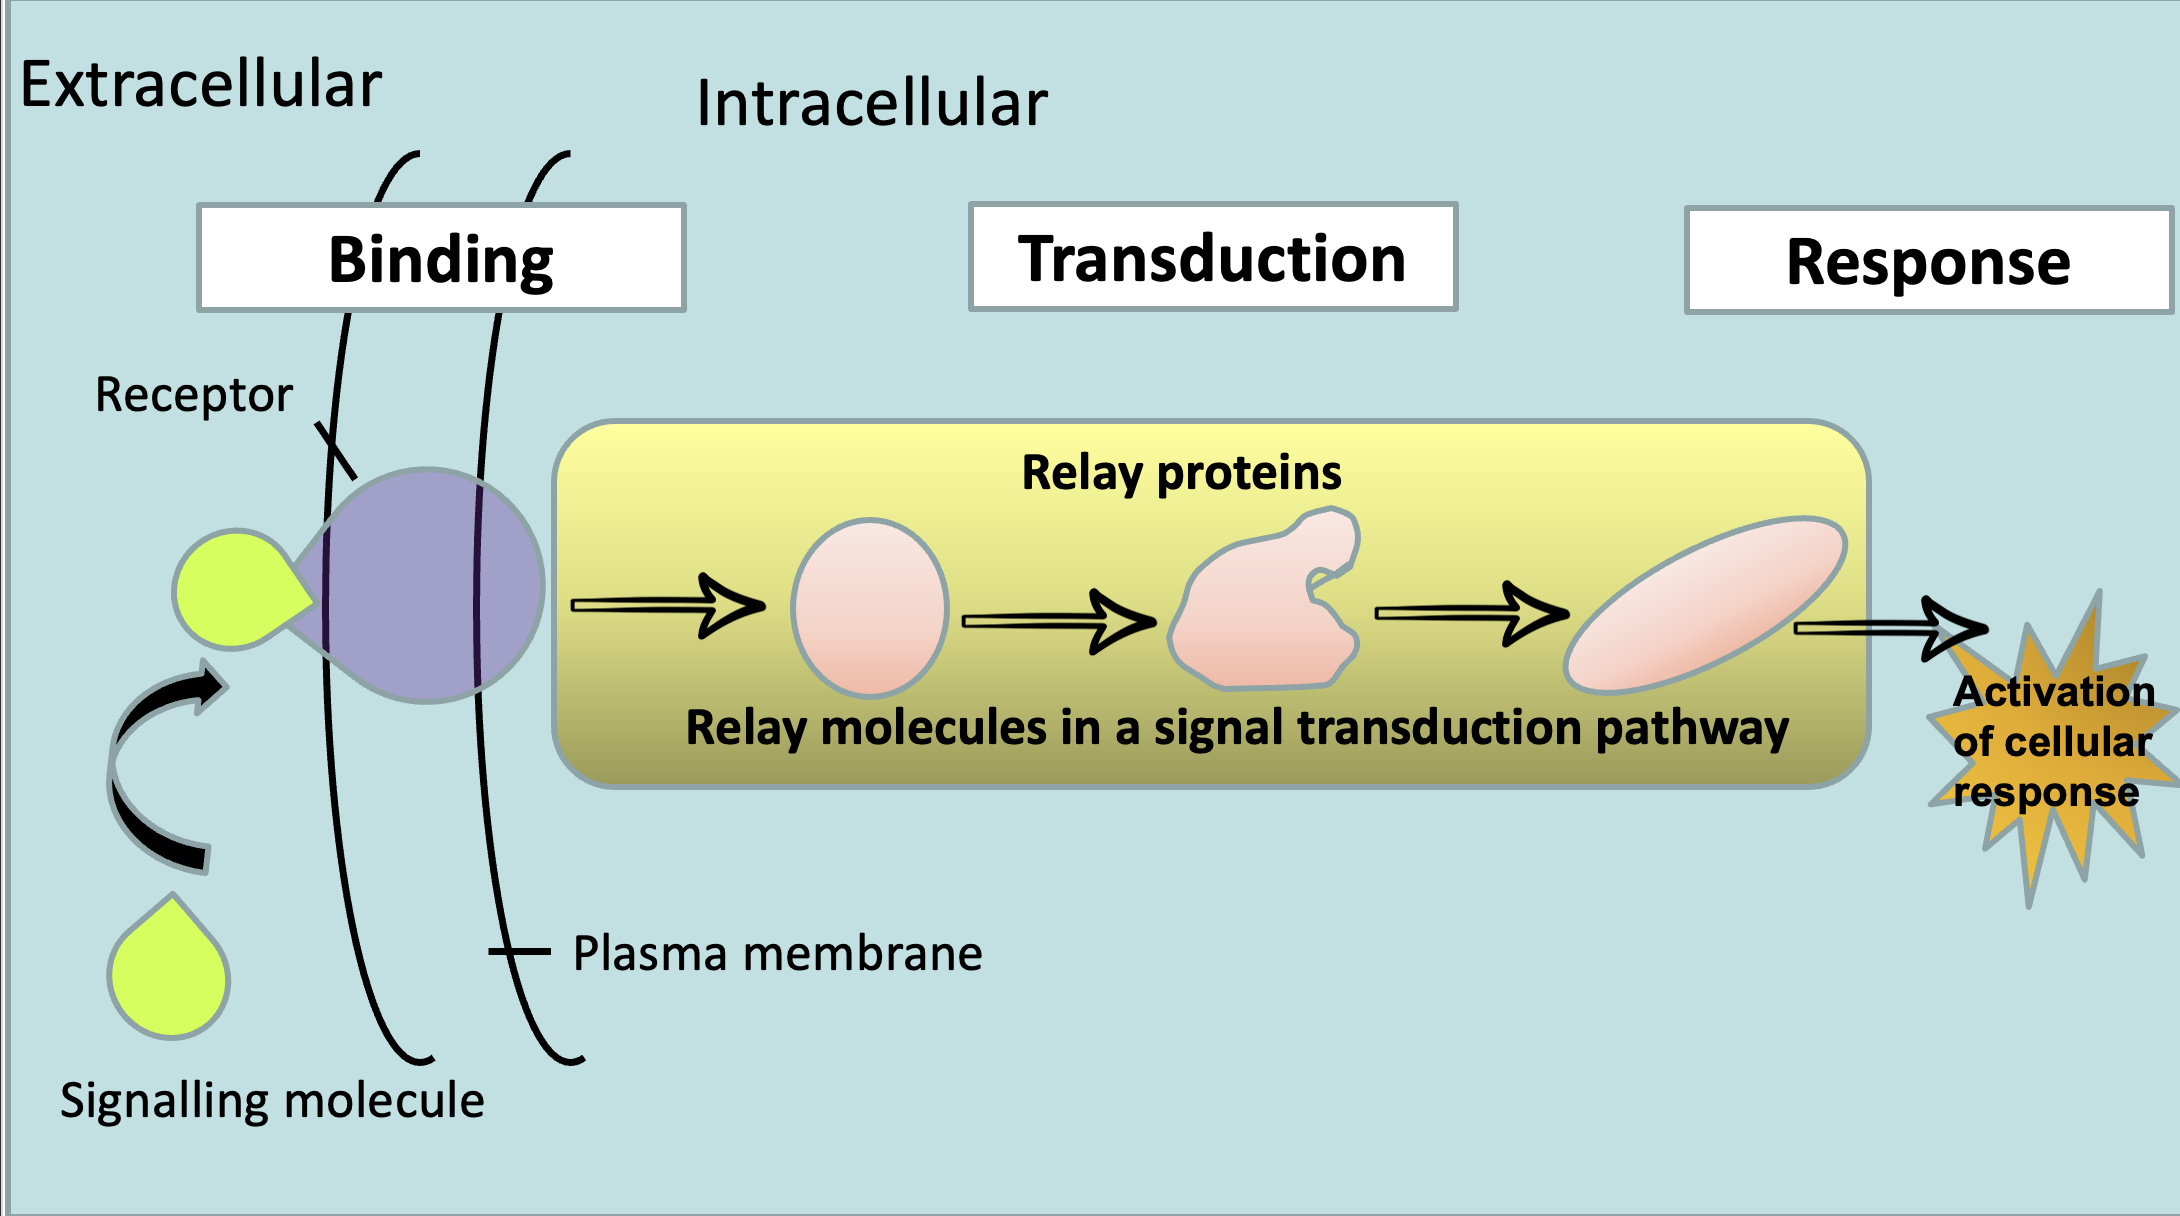 Extracellular
Intracellular
Binding
Transduction
Response
Receptor
Relay proteins
Relay molecules in a signal transduction pathway
Activation
of cellular
response
Plasma membrane
Signalling molecule